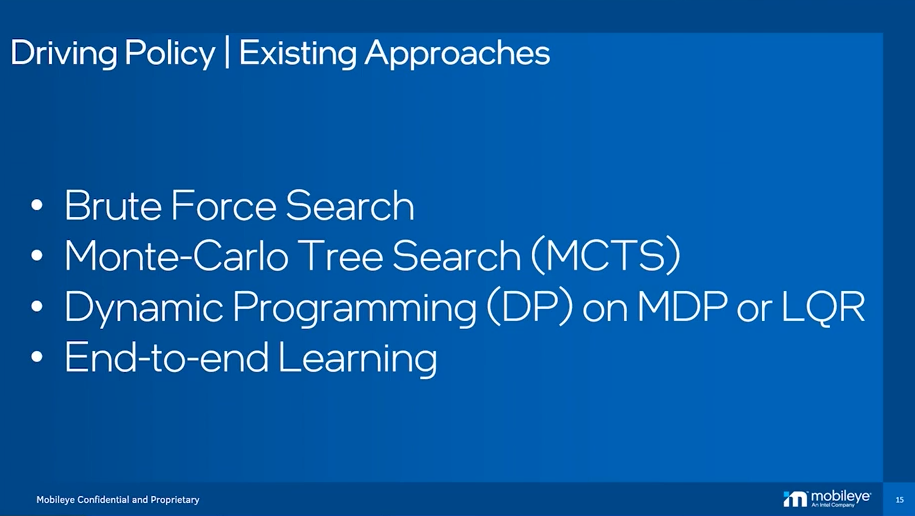 Driving Policy | Existing Approaches
• Brute Force Search
• Monte-Carlo Tree Search (MCTS)
• Dynamic Programming (DP) on MDP or LQR
• End-to-end Learning
Mobileye Confidential and Proprietary
mobileye
An Intel Company
15